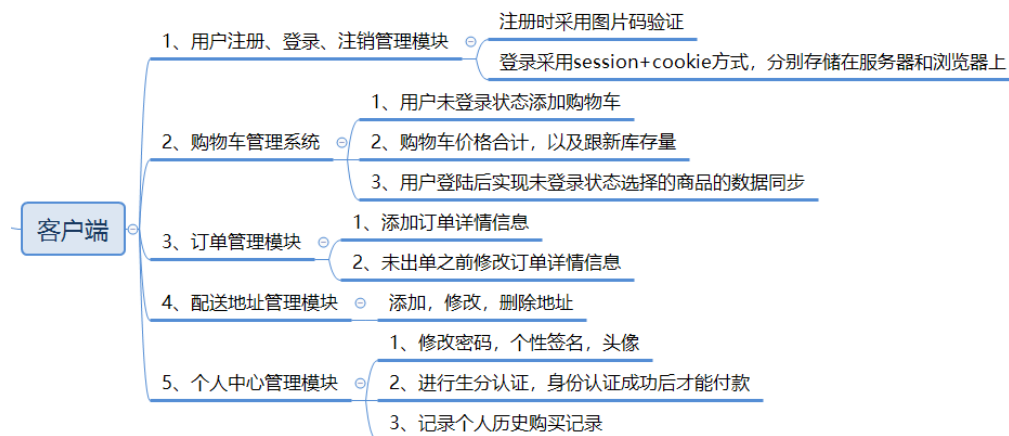 客户端
1、用户注册、登录、注销管理模块
注册时采用图片码验证
登录采用session+cookie方式，分别存储在服务器和浏览器上
2、购物车管理系统
1、用户未登录状态添加购物车
2、购物车价格合计，以及跟新库存量
3、用户登陆后实现未登录状态选择的商品的数据同步
3、订单管理模块
1、添加订单详情信息
2、未出单之前修改订单详情信息
4、配送地址管理模块
添加，修改，删除地址
5、个人中心管理模块
1、修改密码，个性签名，头像
2、进行生分认证，身份认证成功后才能付款
3、记录个人历史购买记录